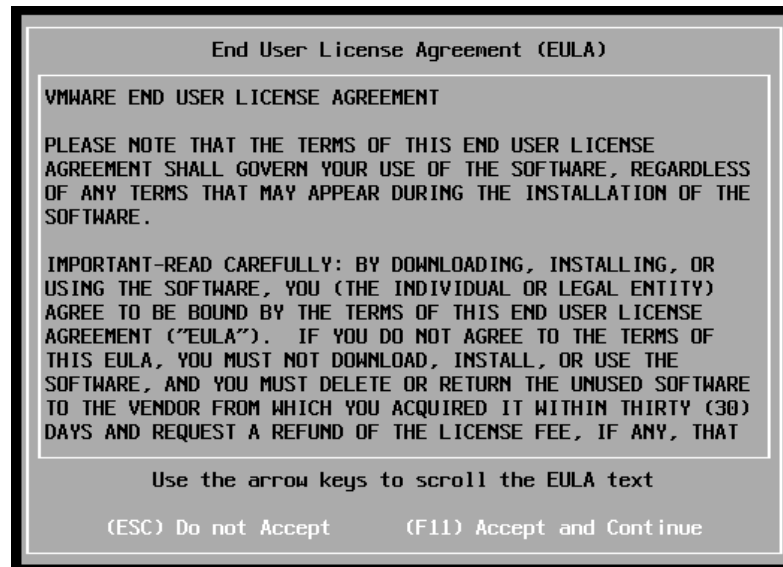 End User License Agreement (EULA)
VMWARE END USER LICENSE AGREEMENT
PLEASE NOTE THAT THE TERMS OF THIS END USER LICENSE
AGREEMENT SHALL GOVERN YOUR USE OF THE SOFTWARE, REGARDLESS
OF ANY TERMS THAT MAY APPEAR DURING THE INSTALLATION OF THE
SOFTWARE.
IMPORTANT-READ CAREFULLY: BY DOWNLOADING, INSTALLING, OR
USING THE SOFTWARE, YOU (THE INDIVIDUAL OR LEGAL ENTITY)
AGREE TO BE BOUND BY THE TERMS OF THIS END USER LICENSE
AGREEMENT ("EULA").  IF YOU DO NOT AGREE TO THE TERMS OF
THIS EULA, YOU MUST NOT DOWNLOAD, INSTALL, OR USE THE
SOFTWARE, AND YOU MUST DELETE OR RETURN THE UNUSED SOFTWARE
TO THE VENDOR FROM WHICH YOU ACQUIRED IT WITHIN THIRTY (30)
DAYS AND REQUEST A REFUND OF THE LICENSE FEE, IF ANY, THAT
Use the arrow keys to scroll the EULA text
(ESC) Do not Accept (F11) Accept and Continue